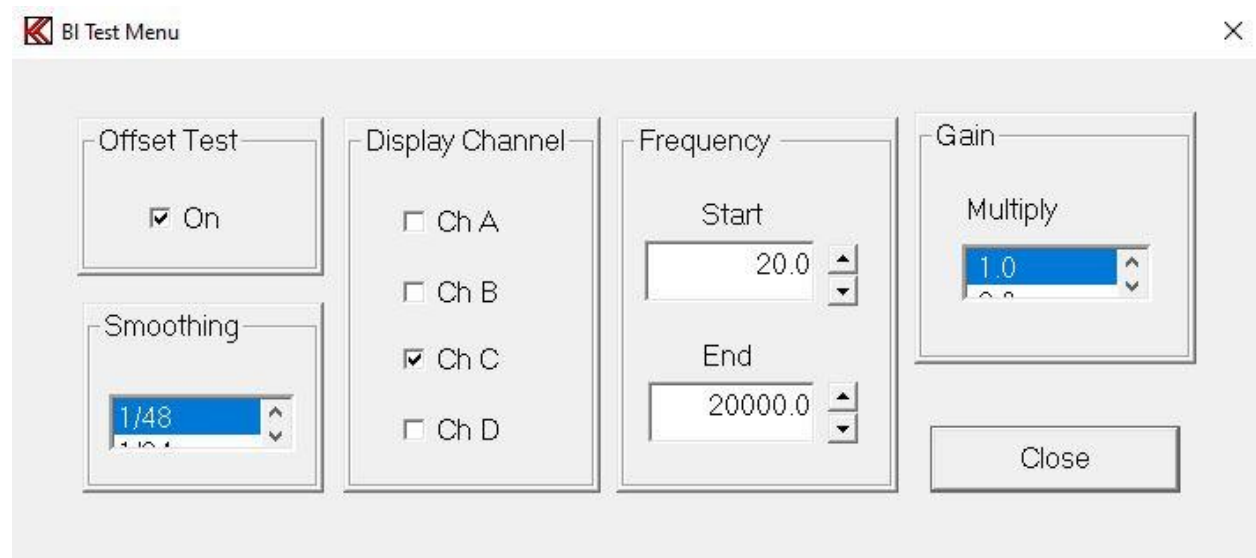 BI Test Menu
Offset Test
On
Smoothing
1/48
Display Channel
Ch A
Ch B
Ch C
Ch D
Frequency
Start
20.0
End
20000.0
Gain
Multiply
1.0
Close